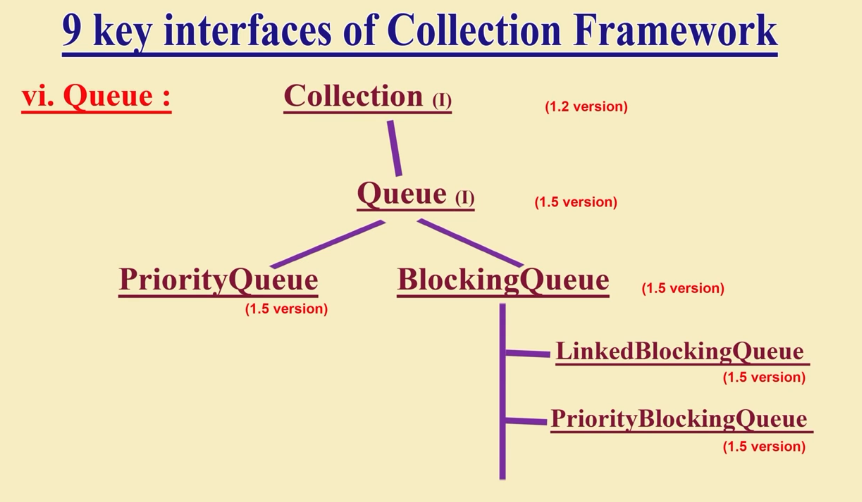 9 key interfaces of Collection Framework
vi. Queue :
Collection (I)
(1.2 version)
Queue (I)
(1.5 version)
PriorityQueue
(1.5 version)
BlockingQueue
(1.5 version)
LinkedBlockingQueue
(1.5 version)
PriorityBlockingQueue
(1.5 version)